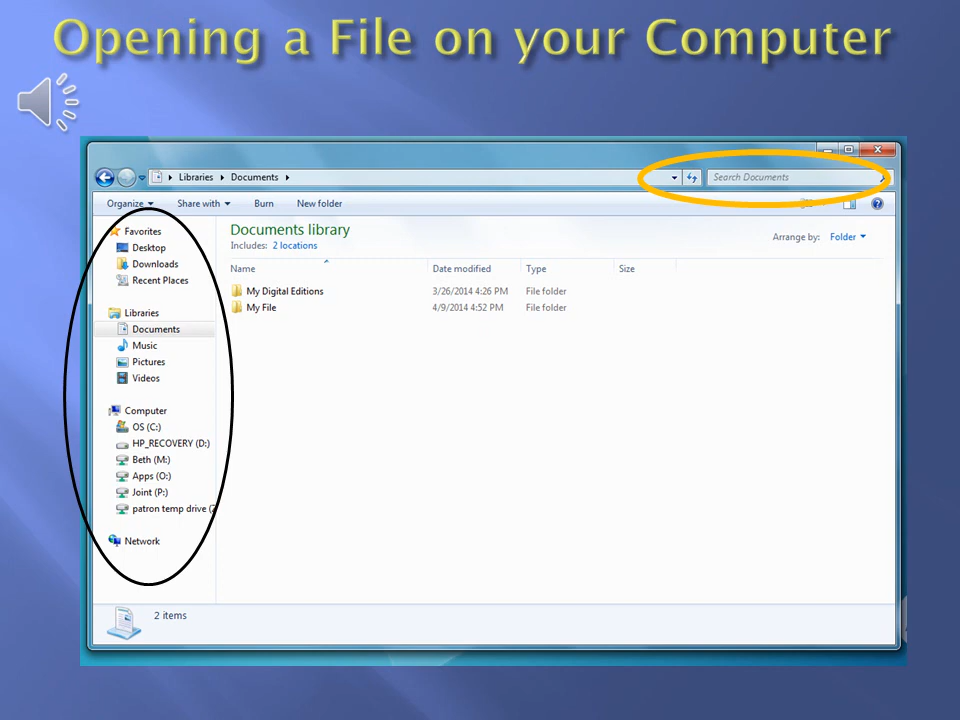 Opening a File on your Computer
Libraries Documents
Search Documents
Organize Share with Burn New folder
Favorites
Desktop
Downloads
Recent Places
Libraries
Documents
Music
Pictures
Videos
Computer
OS (C:)
HP_RECOVERY (D:)
Beth (M:)
Apps (O:)
Joint (P:)
patron temp drive (
Network
Documents library
Includes: 2 locations
Arrange by: Folder
Name Date modified Type Size
My Digital Editions 3/26/2014 4:26 PM File folder
My File 4/9/2014 4:52 PM File folder
2 items